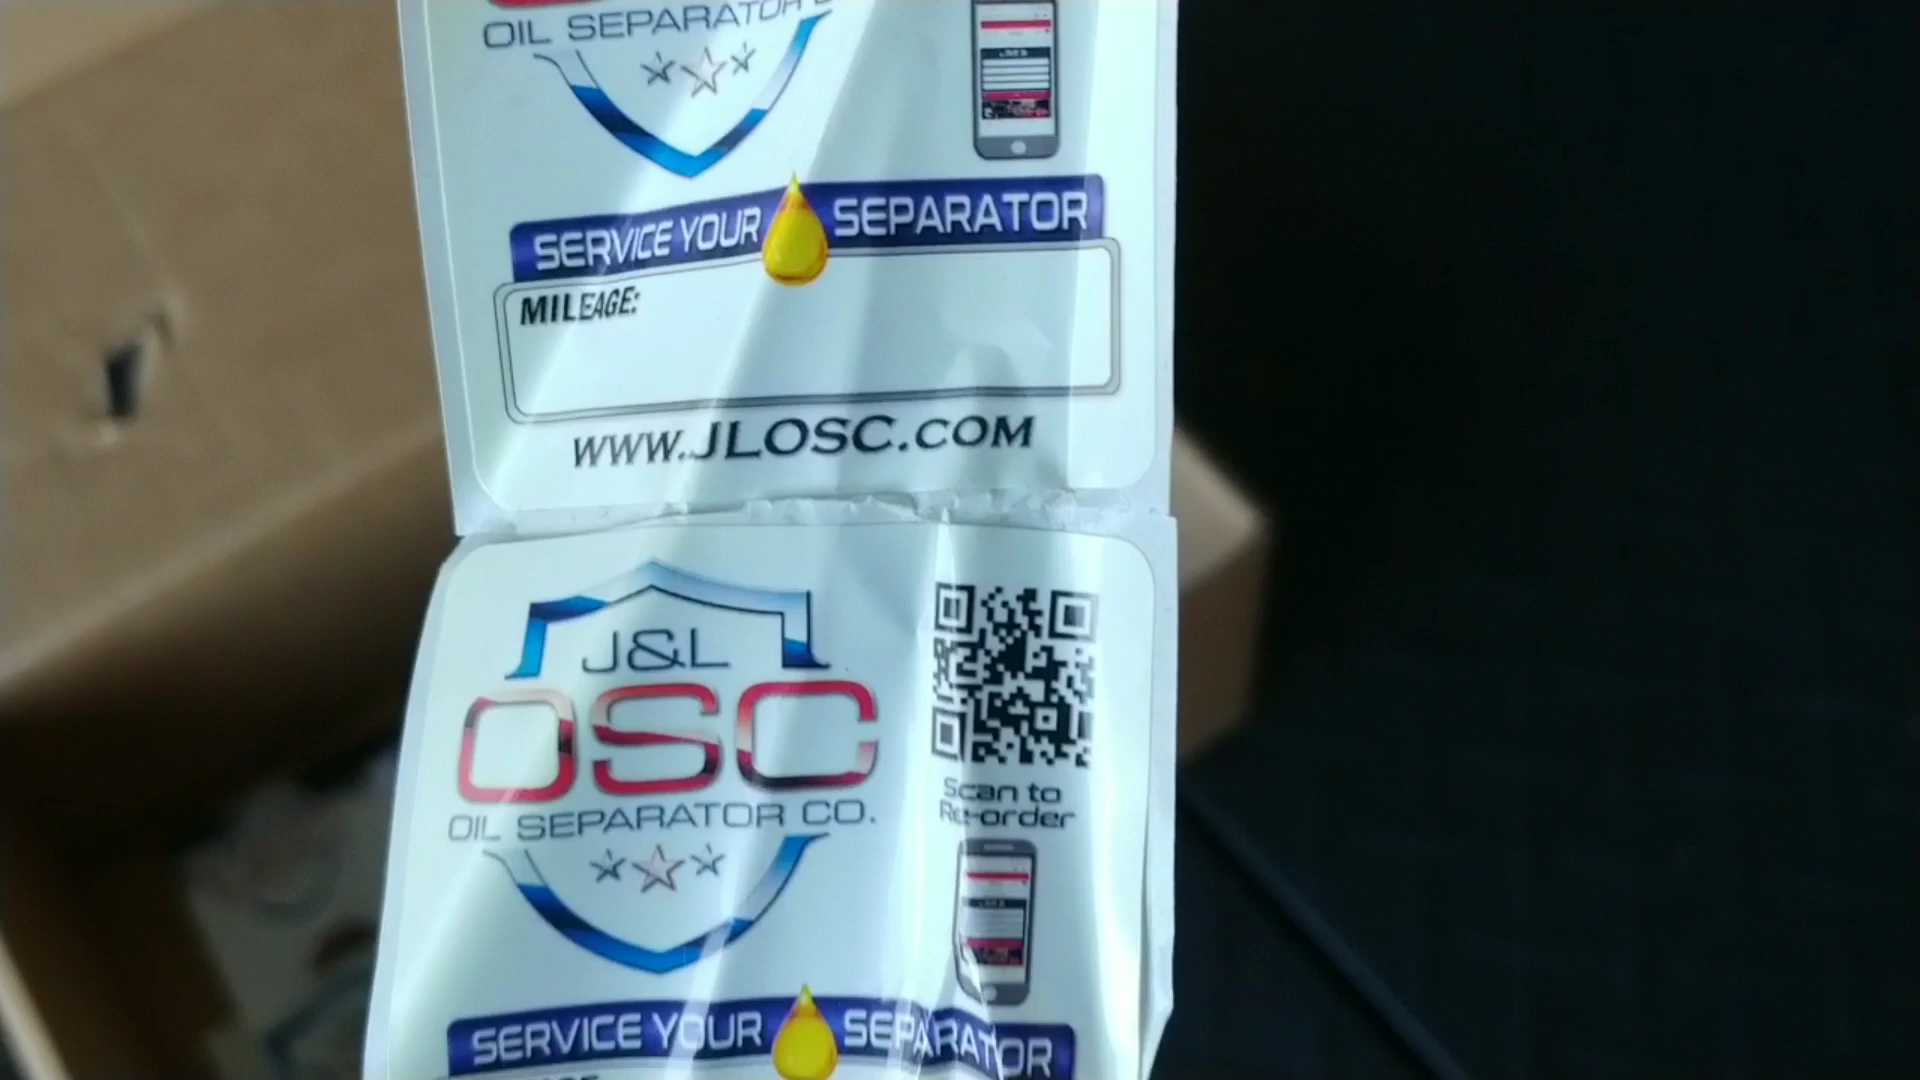 OIL SEPARATOR
SERVICE YOUR SEPARATOR
MILEAGE:
WWW.JLOSC.COM
J&L
OSC
OIL SEPARATOR CO.
Scan to
Re-order
SERVICE YOUR SEPARATOR